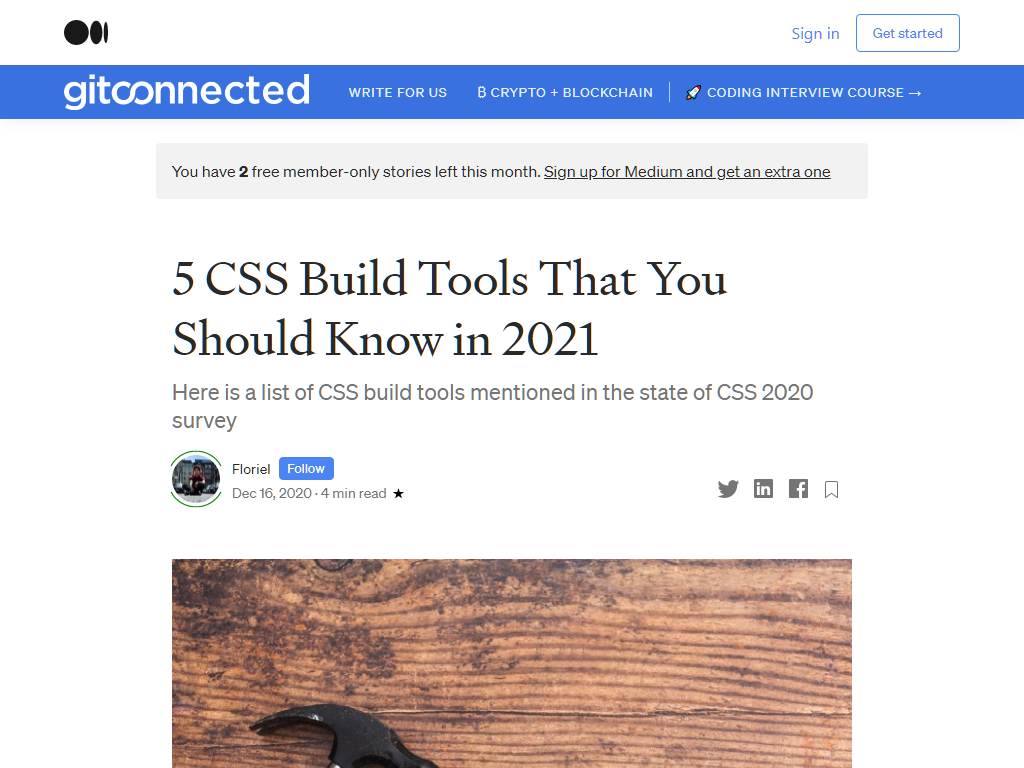 Sign in
Get started
gitconnected
WRITE FOR US
₿ CRYPTO + BLOCKCHAIN
🚀 CODING INTERVIEW COURSE →
You have 2 free member-only stories left this month. Sign up for Medium and get an extra one
5 CSS Build Tools That You
Should Know in 2021
Here is a list of CSS build tools mentioned in the state of CSS 2020
survey
Floriel
Follow
Dec 16, 2020 · 4 min read ★